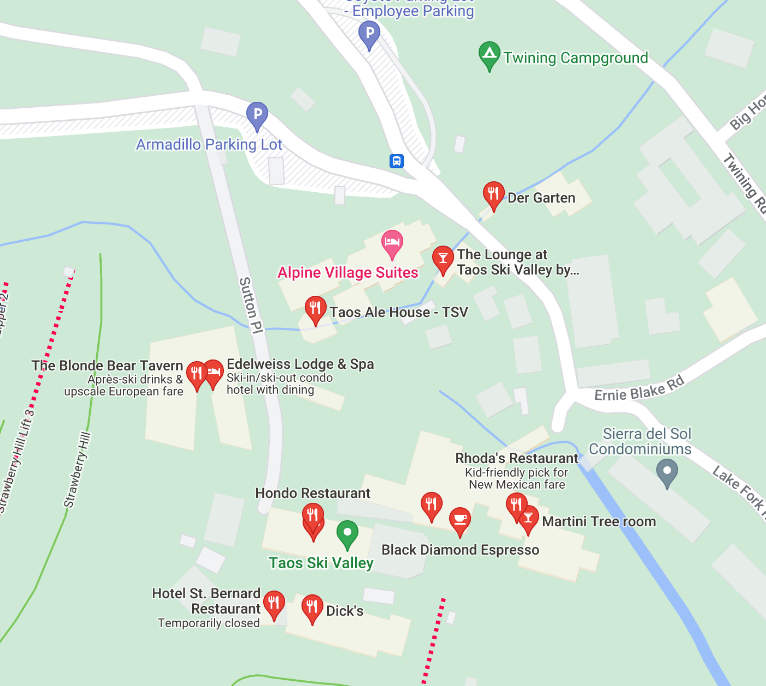 Coyote Parking Lot
- Employee Parking
P
Twining Campground
P
Armadillo Parking Lot
Big Ho
Twining Rd
Der Garten
The Lounge at
Taos Ski Valley by...
Alpine Village Suites
Sutton Pl
Taos Ale House - TSV
The Blonde Bear Tavern
Après-ski drinks &
upscale European fare
Edelweiss Lodge & Spa
Ski-in/ski-out condo
hotel with dining
Strawberry Hill Lift 3
Strawberry Hill
Ernie Blake Rd
Sierra del Sol
Condominiums
Lake Fork
Rhoda's Restaurant
Kid-friendly pick for
New Mexican fare
Martini Tree room
Hondo Restaurant
Black Diamond Espresso
Taos Ski Valley
Hotel St. Bernard
Restaurant
Temporarily closed
Dick's